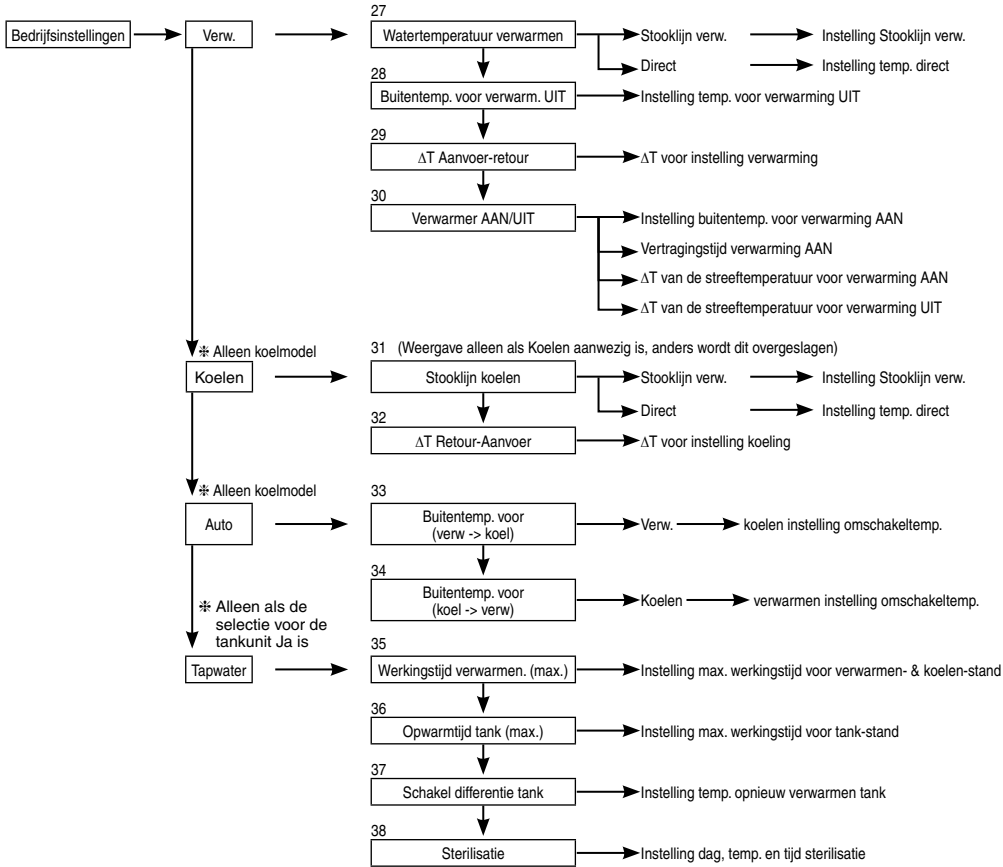 27
Bedrijfsinstellingen
Verw.
Watertemperatuur verwarmen
Stooklijn verw.
Instelling Stooklijn verw.
Direct
Instelling temp. direct
28
Buitentemp. voor verwarm. UIT
Instelling temp. voor verwarming UIT
29
ΔT Aanvoer-retour
ΔT voor instelling verwarming
30
Verwarmer AAN/UIT
Instelling buitentemp. voor verwarming AAN
Vertragingstijd verwarming AAN
ΔT van de streeftemperatuur voor verwarming AAN
ΔT van de streeftemperatuur voor verwarming UIT
❈ Alleen koelmodel
31 (Weergave alleen als Koelen aanwezig is, anders wordt dit overgeslagen)
Koelen
Stooklijn koelen
Stooklijn verw.
Instelling Stooklijn verw.
Direct
Instelling temp. direct
32
ΔT Retour-Aanvoer
ΔT voor instelling koeling
❈ Alleen koelmodel
33
Auto
Buitentemp. voor
(verw -> koel)
Verw.
koelen instelling omschakeltemp.
34
Buitentemp. voor
(koel -> verw)
Koelen
verwarmen instelling omschakeltemp.
❈ Alleen als de
selectie voor de
tankunit Ja is
35
Tapwater
Werkingstijd verwarmen. (max.)
Instelling max. werkingstijd voor verwarmen- & koelen-stand
36
Opwarmtijd tank (max.)
Instelling max. werkingstijd voor tank-stand
37
Schakel differentie tank
Instelling temp. opnieuw verwarmen tank
38
Sterilisatie
Instelling dag, temp. en tijd sterilisatie